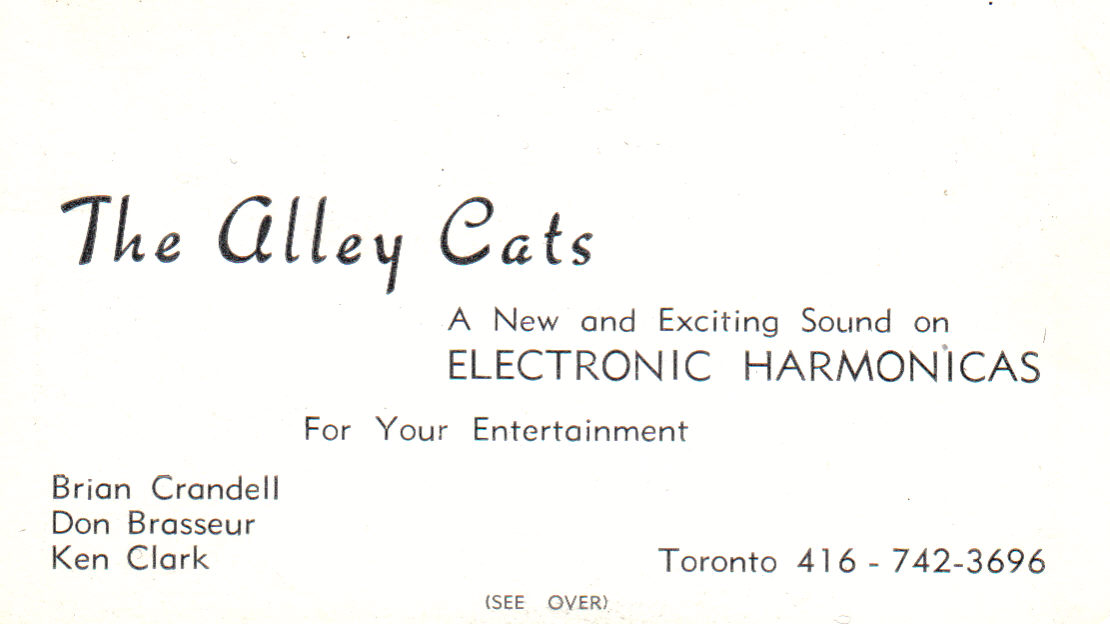 The Alley Cats
A New and Exciting Sound on
ELECTRONIC HARMONICAS
For Your Entertainment
Brian Crandell
Don Brasseur
Ken Clark
Toronto 416 - 742-3696
(SEE OVER)